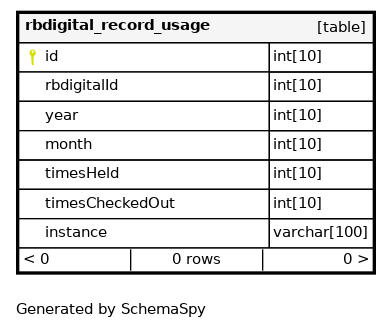 rbdigital_record_usage [table]
id int[10]
rbdigitalId int[10]
year int[10]
month int[10]
timesHeld int[10]
timesCheckedOut int[10]
instance varchar[100]
< 0 0 rows 0 >
Generated by SchemaSpy